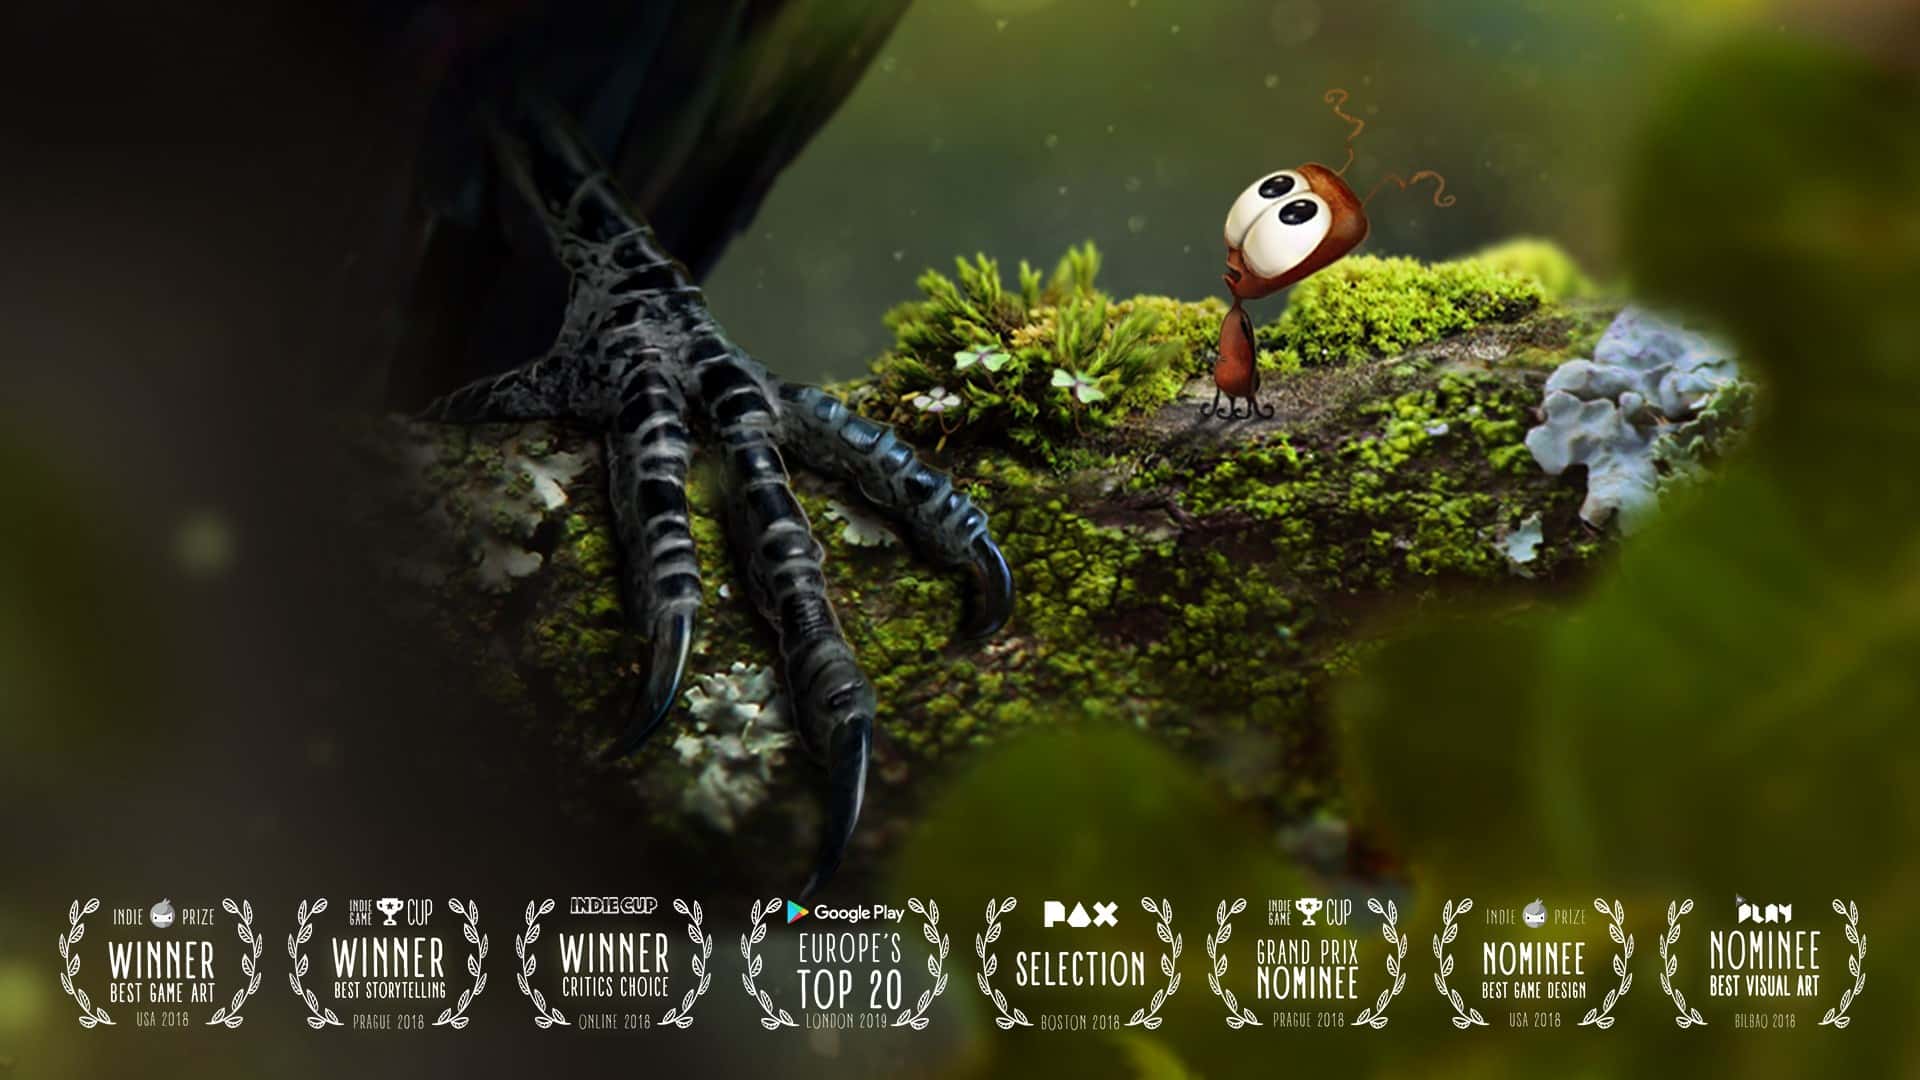 INDIE PRIZE
WINNER
BEST GAME ART
USA 2018
INDIE GAME CUP
WINNER
BEST STORYTELLING
PRAGUE 2018
INDIE CUP
WINNER
CRITICS CHOICE
ONLINE 2018
Google Play
EUROPE'S
TOP 20
LONDON 2019
PAX
SELECTION
BOSTON 2018
INDIE GAME CUP
GRAND PRIX
NOMINEE
PRAGUE 2018
INDIE PRIZE
NOMINEE
BEST GAME DESIGN
USA 2018
PLAY
NOMINEE
BEST VISUAL ART
BILBAO 2018